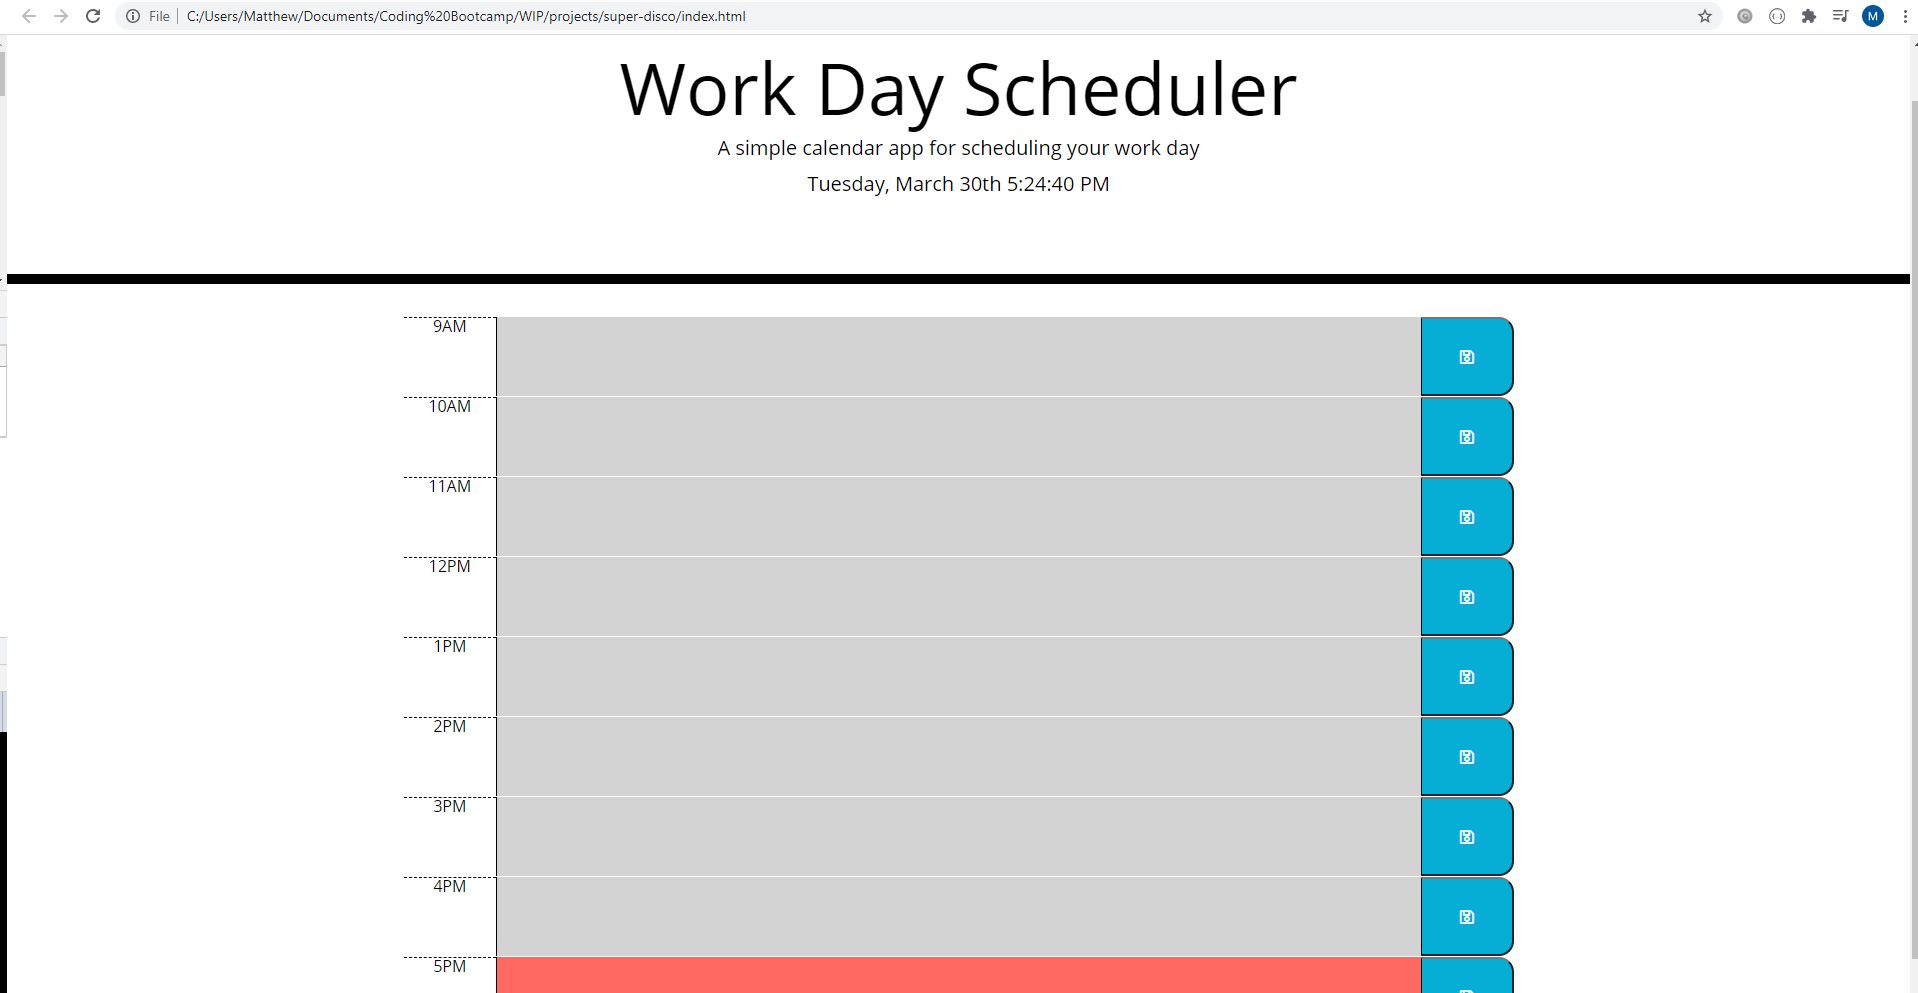 File C:/Users/Matthew/Documents/Coding%20Bootcamp/WIP/projects/super-disco/index.html M
Work Day Scheduler
A simple calendar app for scheduling your work day
Tuesday, March 30th 5:24:40 PM
9AM
10AM
11AM
12PM
1PM
2PM
3PM
4PM
5PM